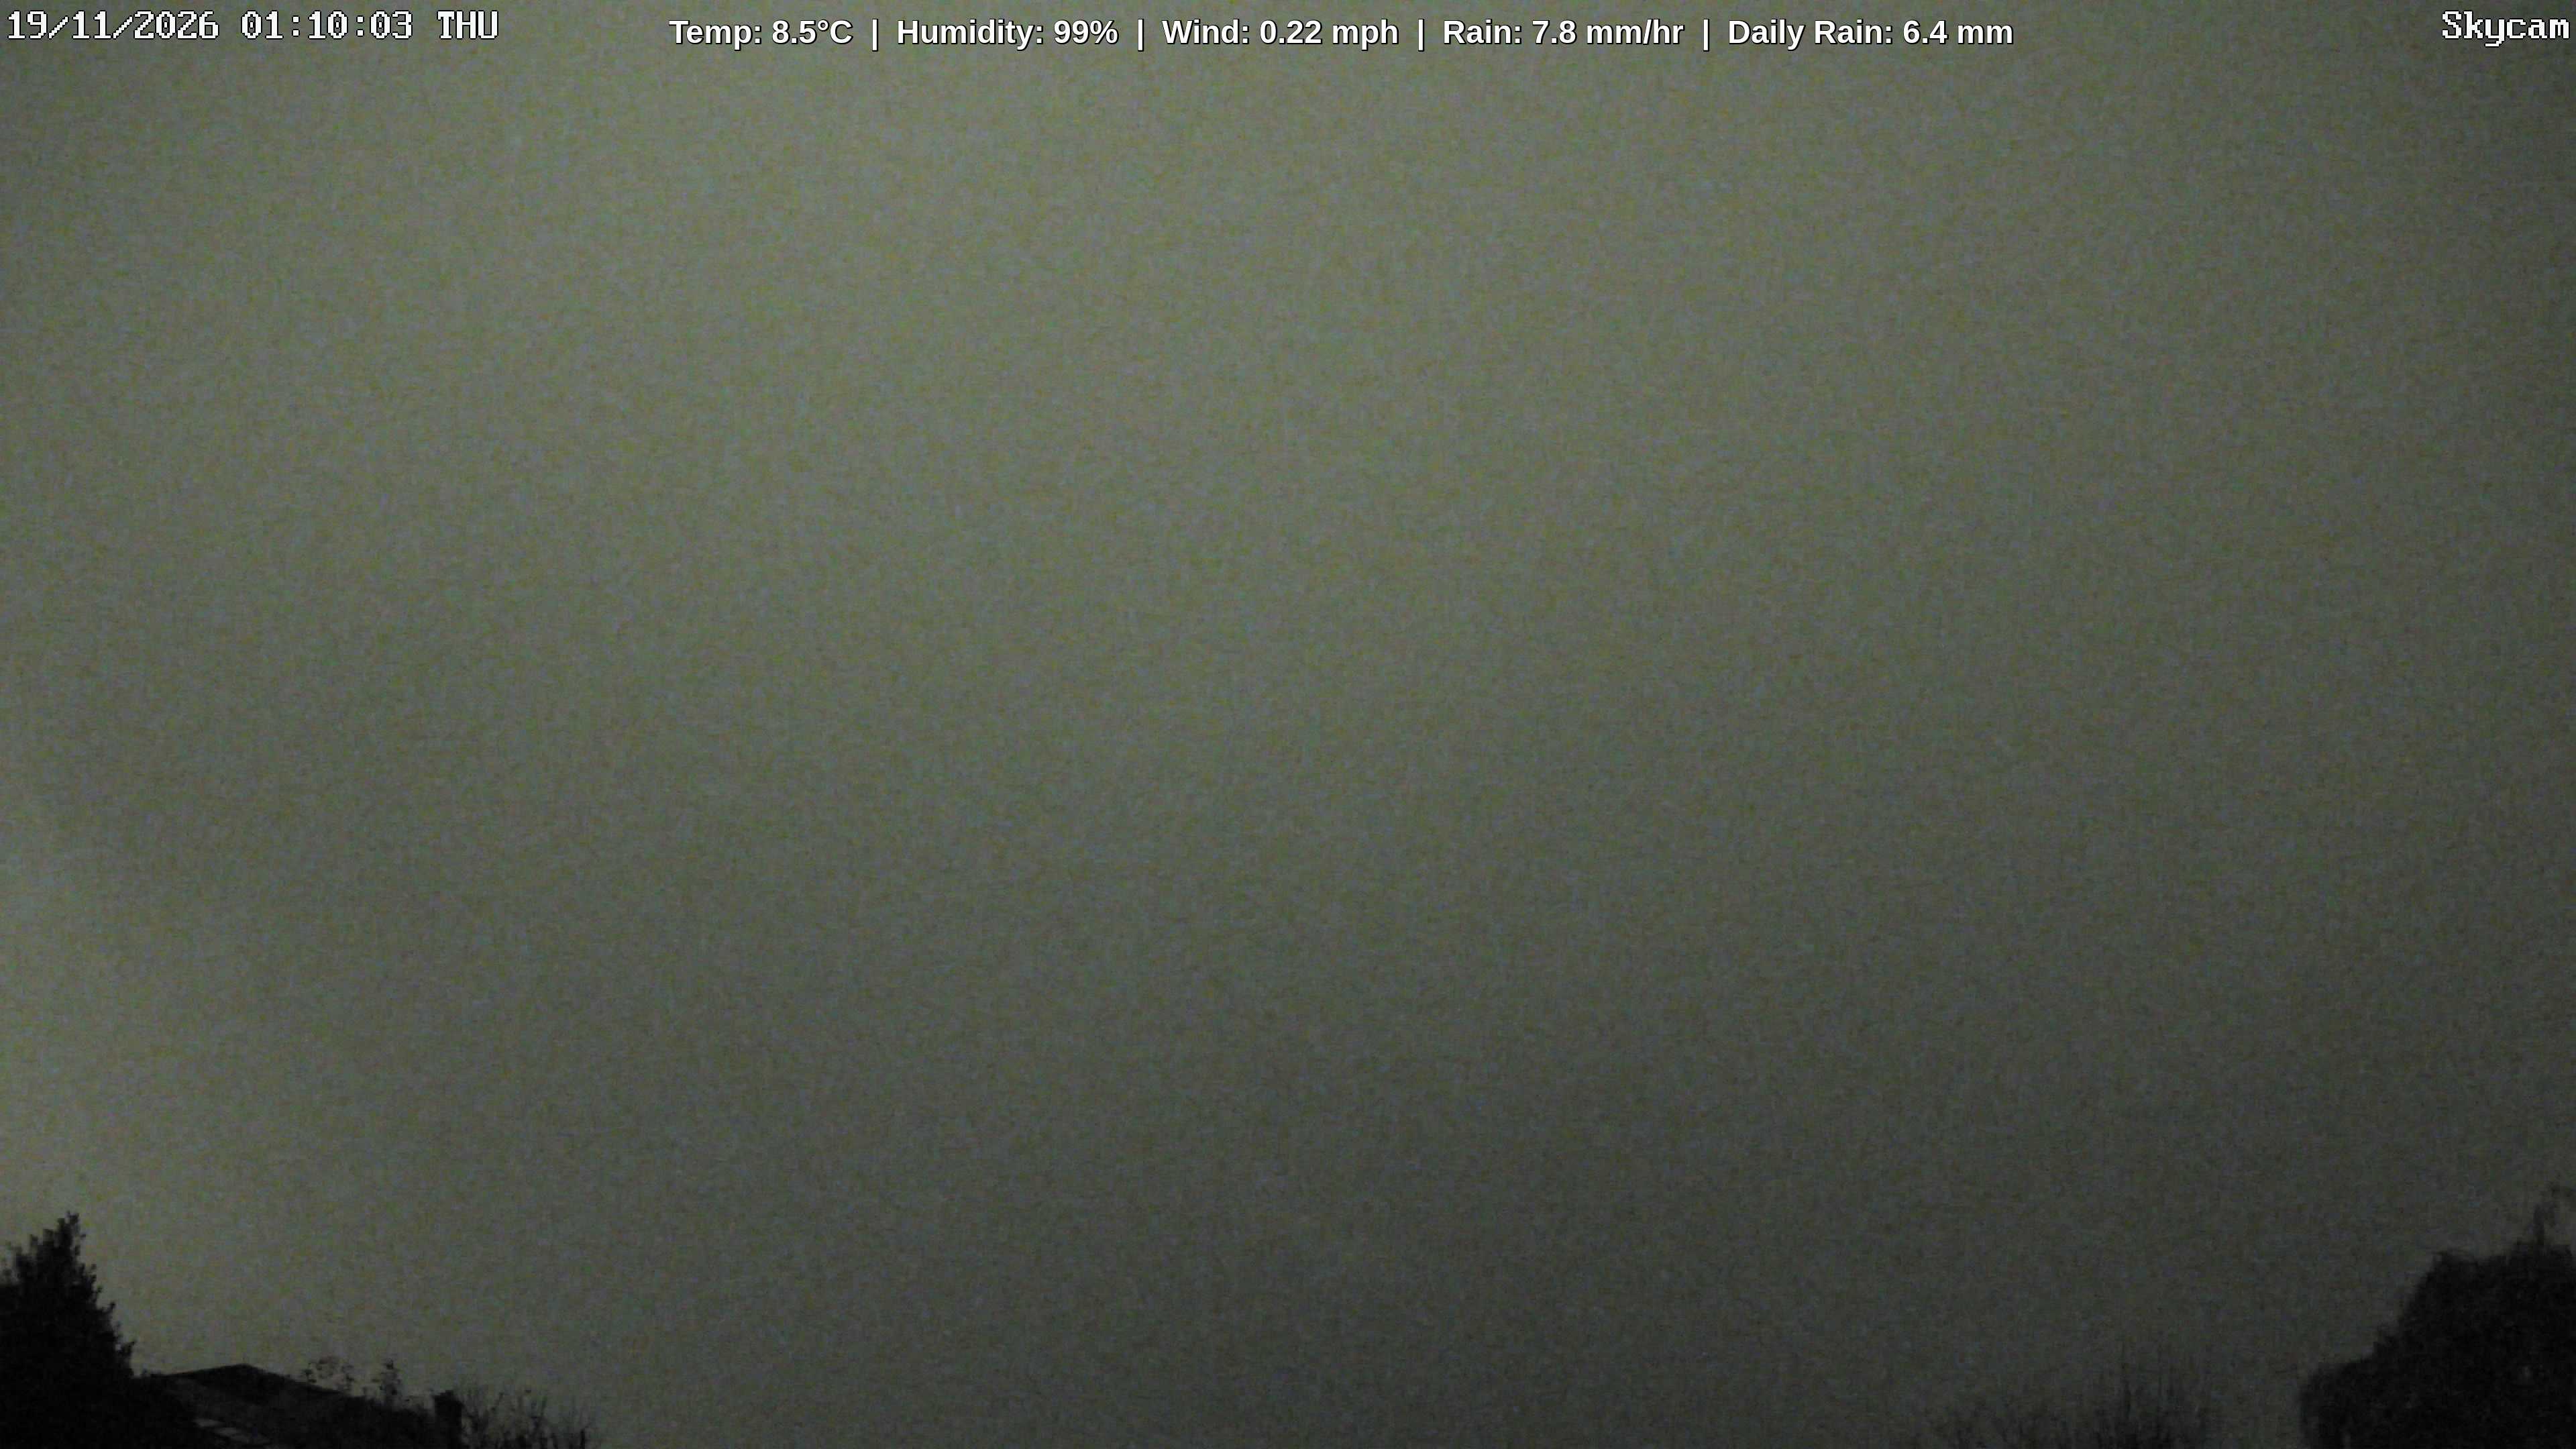 19/11/2026 01:10:03 THU
Temp: 8.5°C | Humidity: 99% | Wind: 0.22 mph | Rain: 7.8 mm/hr | Daily Rain: 6.4 mm
Skycam